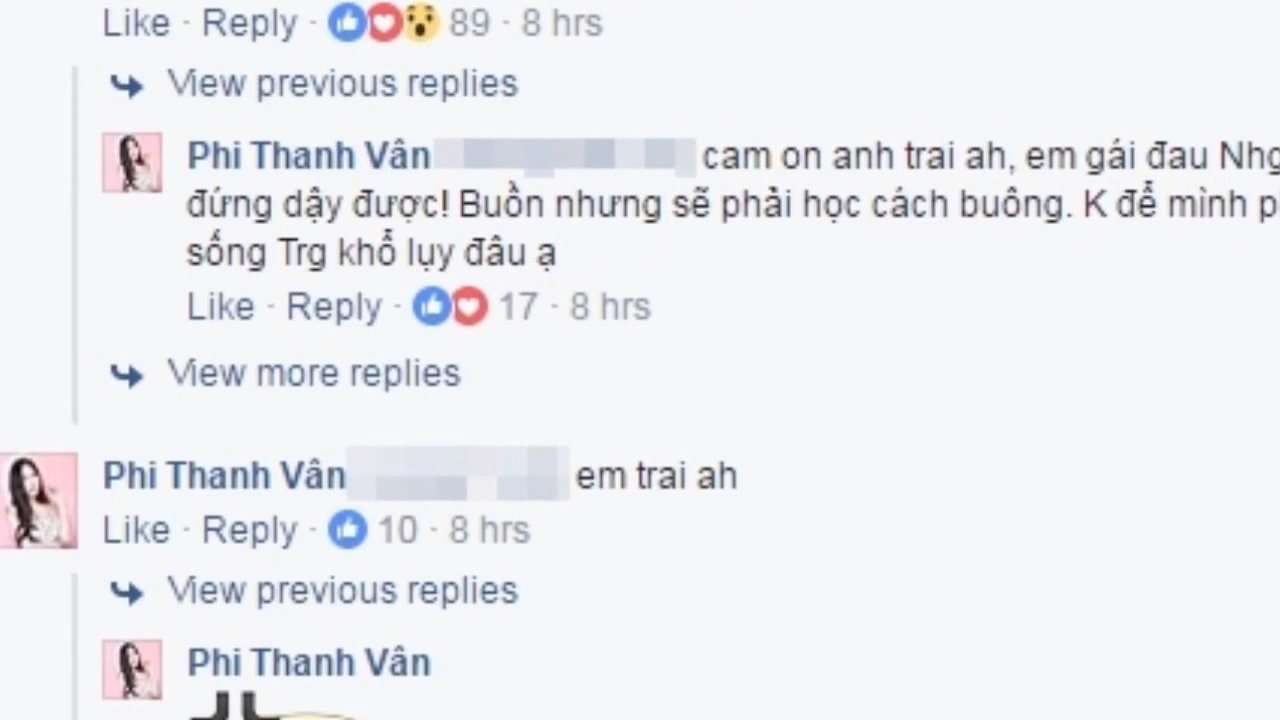 Like · Reply · 89 · 8 hrs
View previous replies
Phi Thanh Vân cam on anh trai ah, em gái đau
đứng dậy được! Buồn nhưng sẽ phải học cách buông. K để mình
sống Trg khổ lụy đâu ạ
Like · Reply · 17 · 8 hrs
View more replies
Phi Thanh Vân em trai ah
Like · Reply · 10 · 8 hrs
View previous replies
Phi Thanh Vân